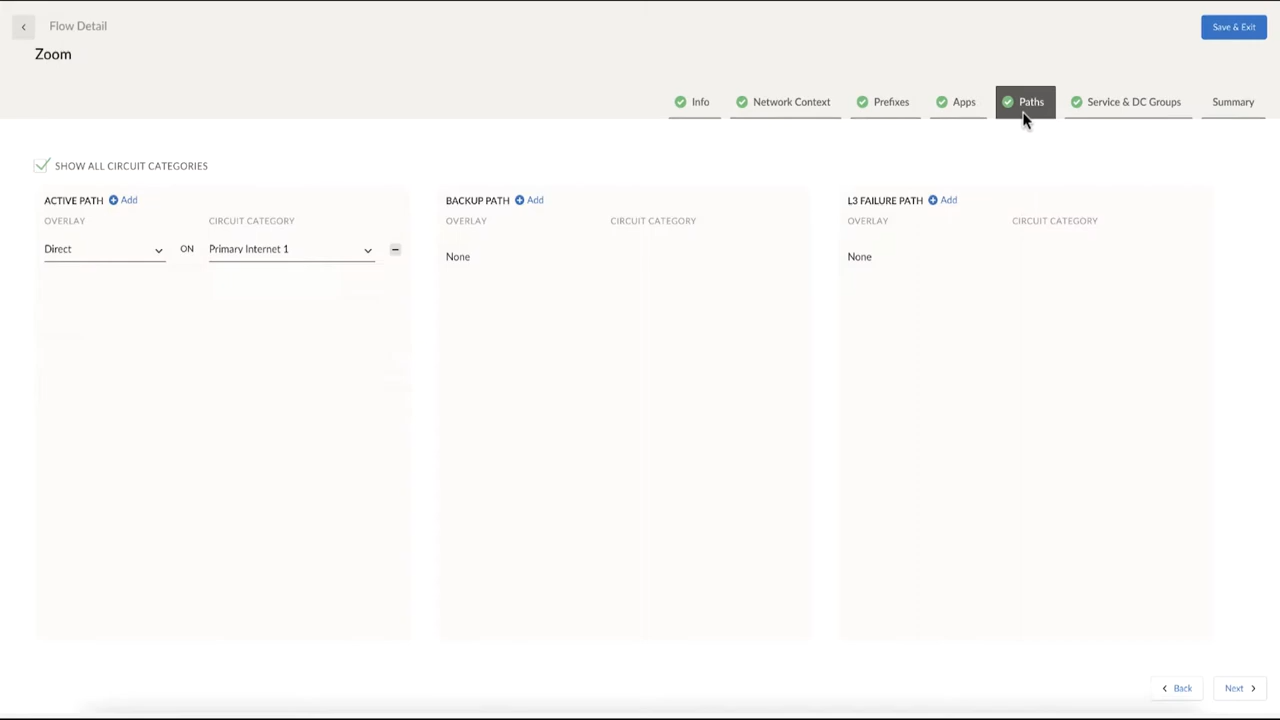 Flow Detail
Save & Exit
Zoom
Info Network Context Prefixes Apps Paths Service & DC Groups Summary
SHOW ALL CIRCUIT CATEGORIES
ACTIVE PATH Add BACKUP PATH Add L3 FAILURE PATH Add
OVERLAY CIRCUIT CATEGORY OVERLAY CIRCUIT CATEGORY OVERLAY CIRCUIT CATEGORY
Direct ON Primary Internet 1
None None
Back Next